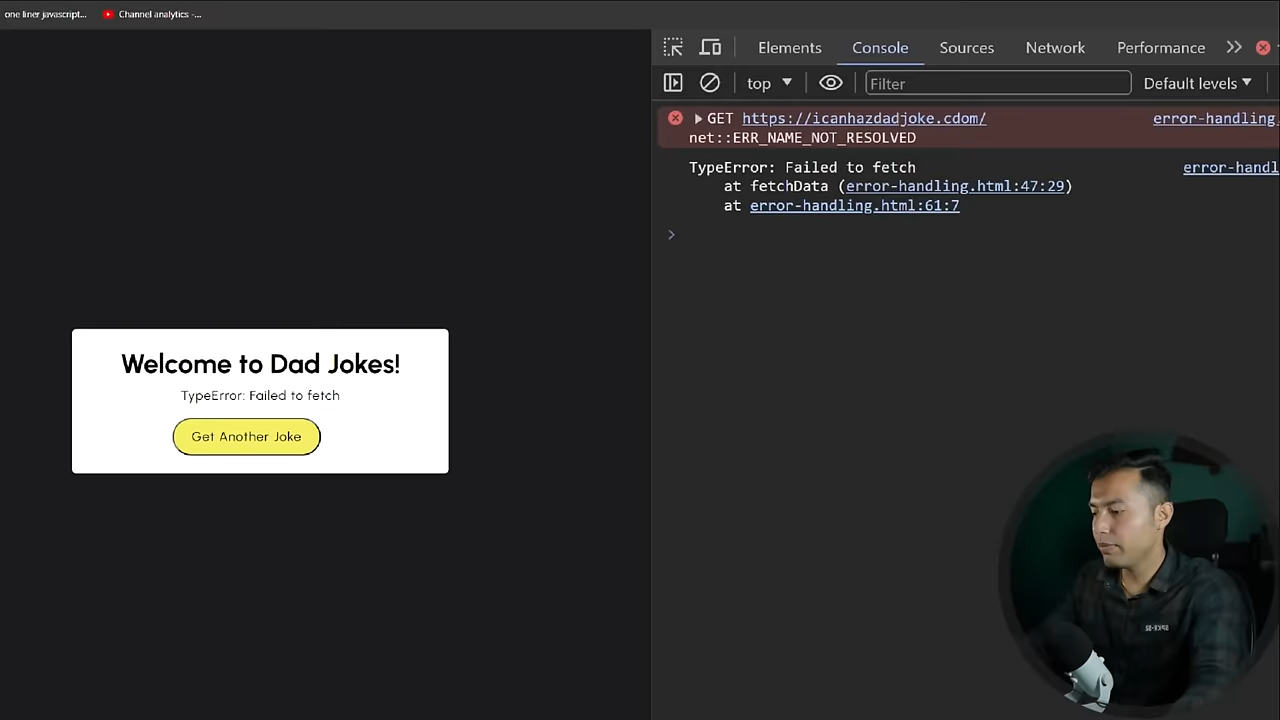 one liner javascript...
Channel analytics -...
Elements
Console
Sources
Network
Performance
top
Filter
Default levels
GET https://icanhazdadjoke.cdom/
error-handling.
net::ERR_NAME_NOT_RESOLVED
TypeError: Failed to fetch
error-handl
at fetchData (error-handling.html:47:29)
at error-handling.html:61:7
Welcome to Dad Jokes!
TypeError: Failed to fetch
Get Another Joke